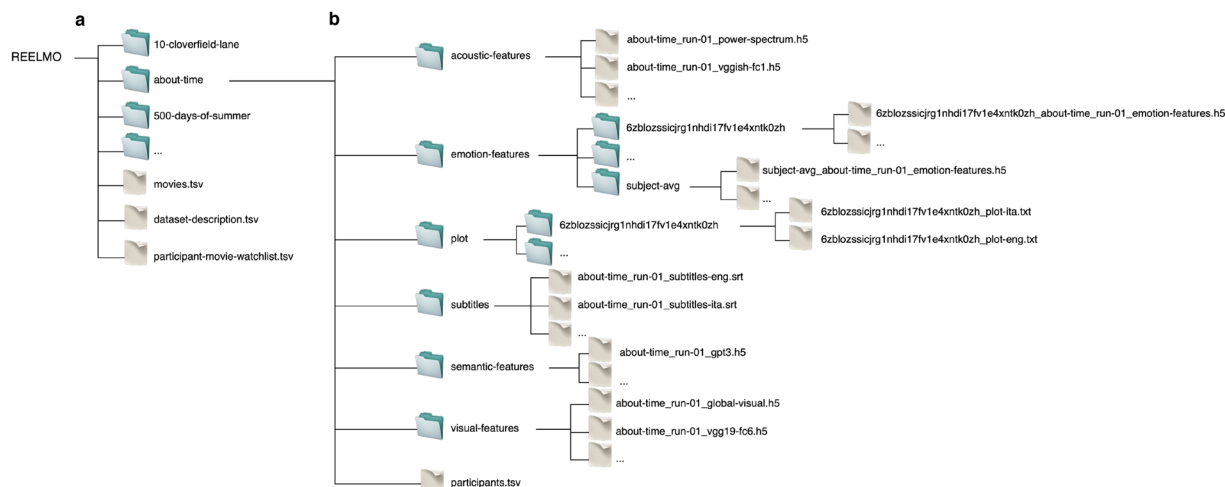 a
b
REELMO
10-cloverfield-lane
about-time
500-days-of-summer
...
movies.tsv
dataset-description.tsv
participant-movie-watchlist.tsv
acoustic-features
about-time_run-01_power-spectrum.h5
about-time_run-01_vggish-fc1.h5
...
emotion-features
6zblozssicjrg1nhdi17fv1e4xntk0zh
6zblozssicjrg1nhdi17fv1e4xntk0zh_about-time_run-01_emotion-features.h5
...
...
subject-avg
subject-avg_about-time_run-01_emotion-features.h5
...
plot
6zblozssicjrg1nhdi17fv1e4xntk0zh
6zblozssicjrg1nhdi17fv1e4xntk0zh_plot-ita.txt
6zblozssicjrg1nhdi17fv1e4xntk0zh_plot-eng.txt
...
subtitles
about-time_run-01_subtitles-eng.srt
about-time_run-01_subtitles-ita.srt
...
semantic-features
about-time_run-01_gpt3.h5
...
visual-features
about-time_run-01_global-visual.h5
about-time_run-01_vgg19-fc6.h5
...
participants.tsv